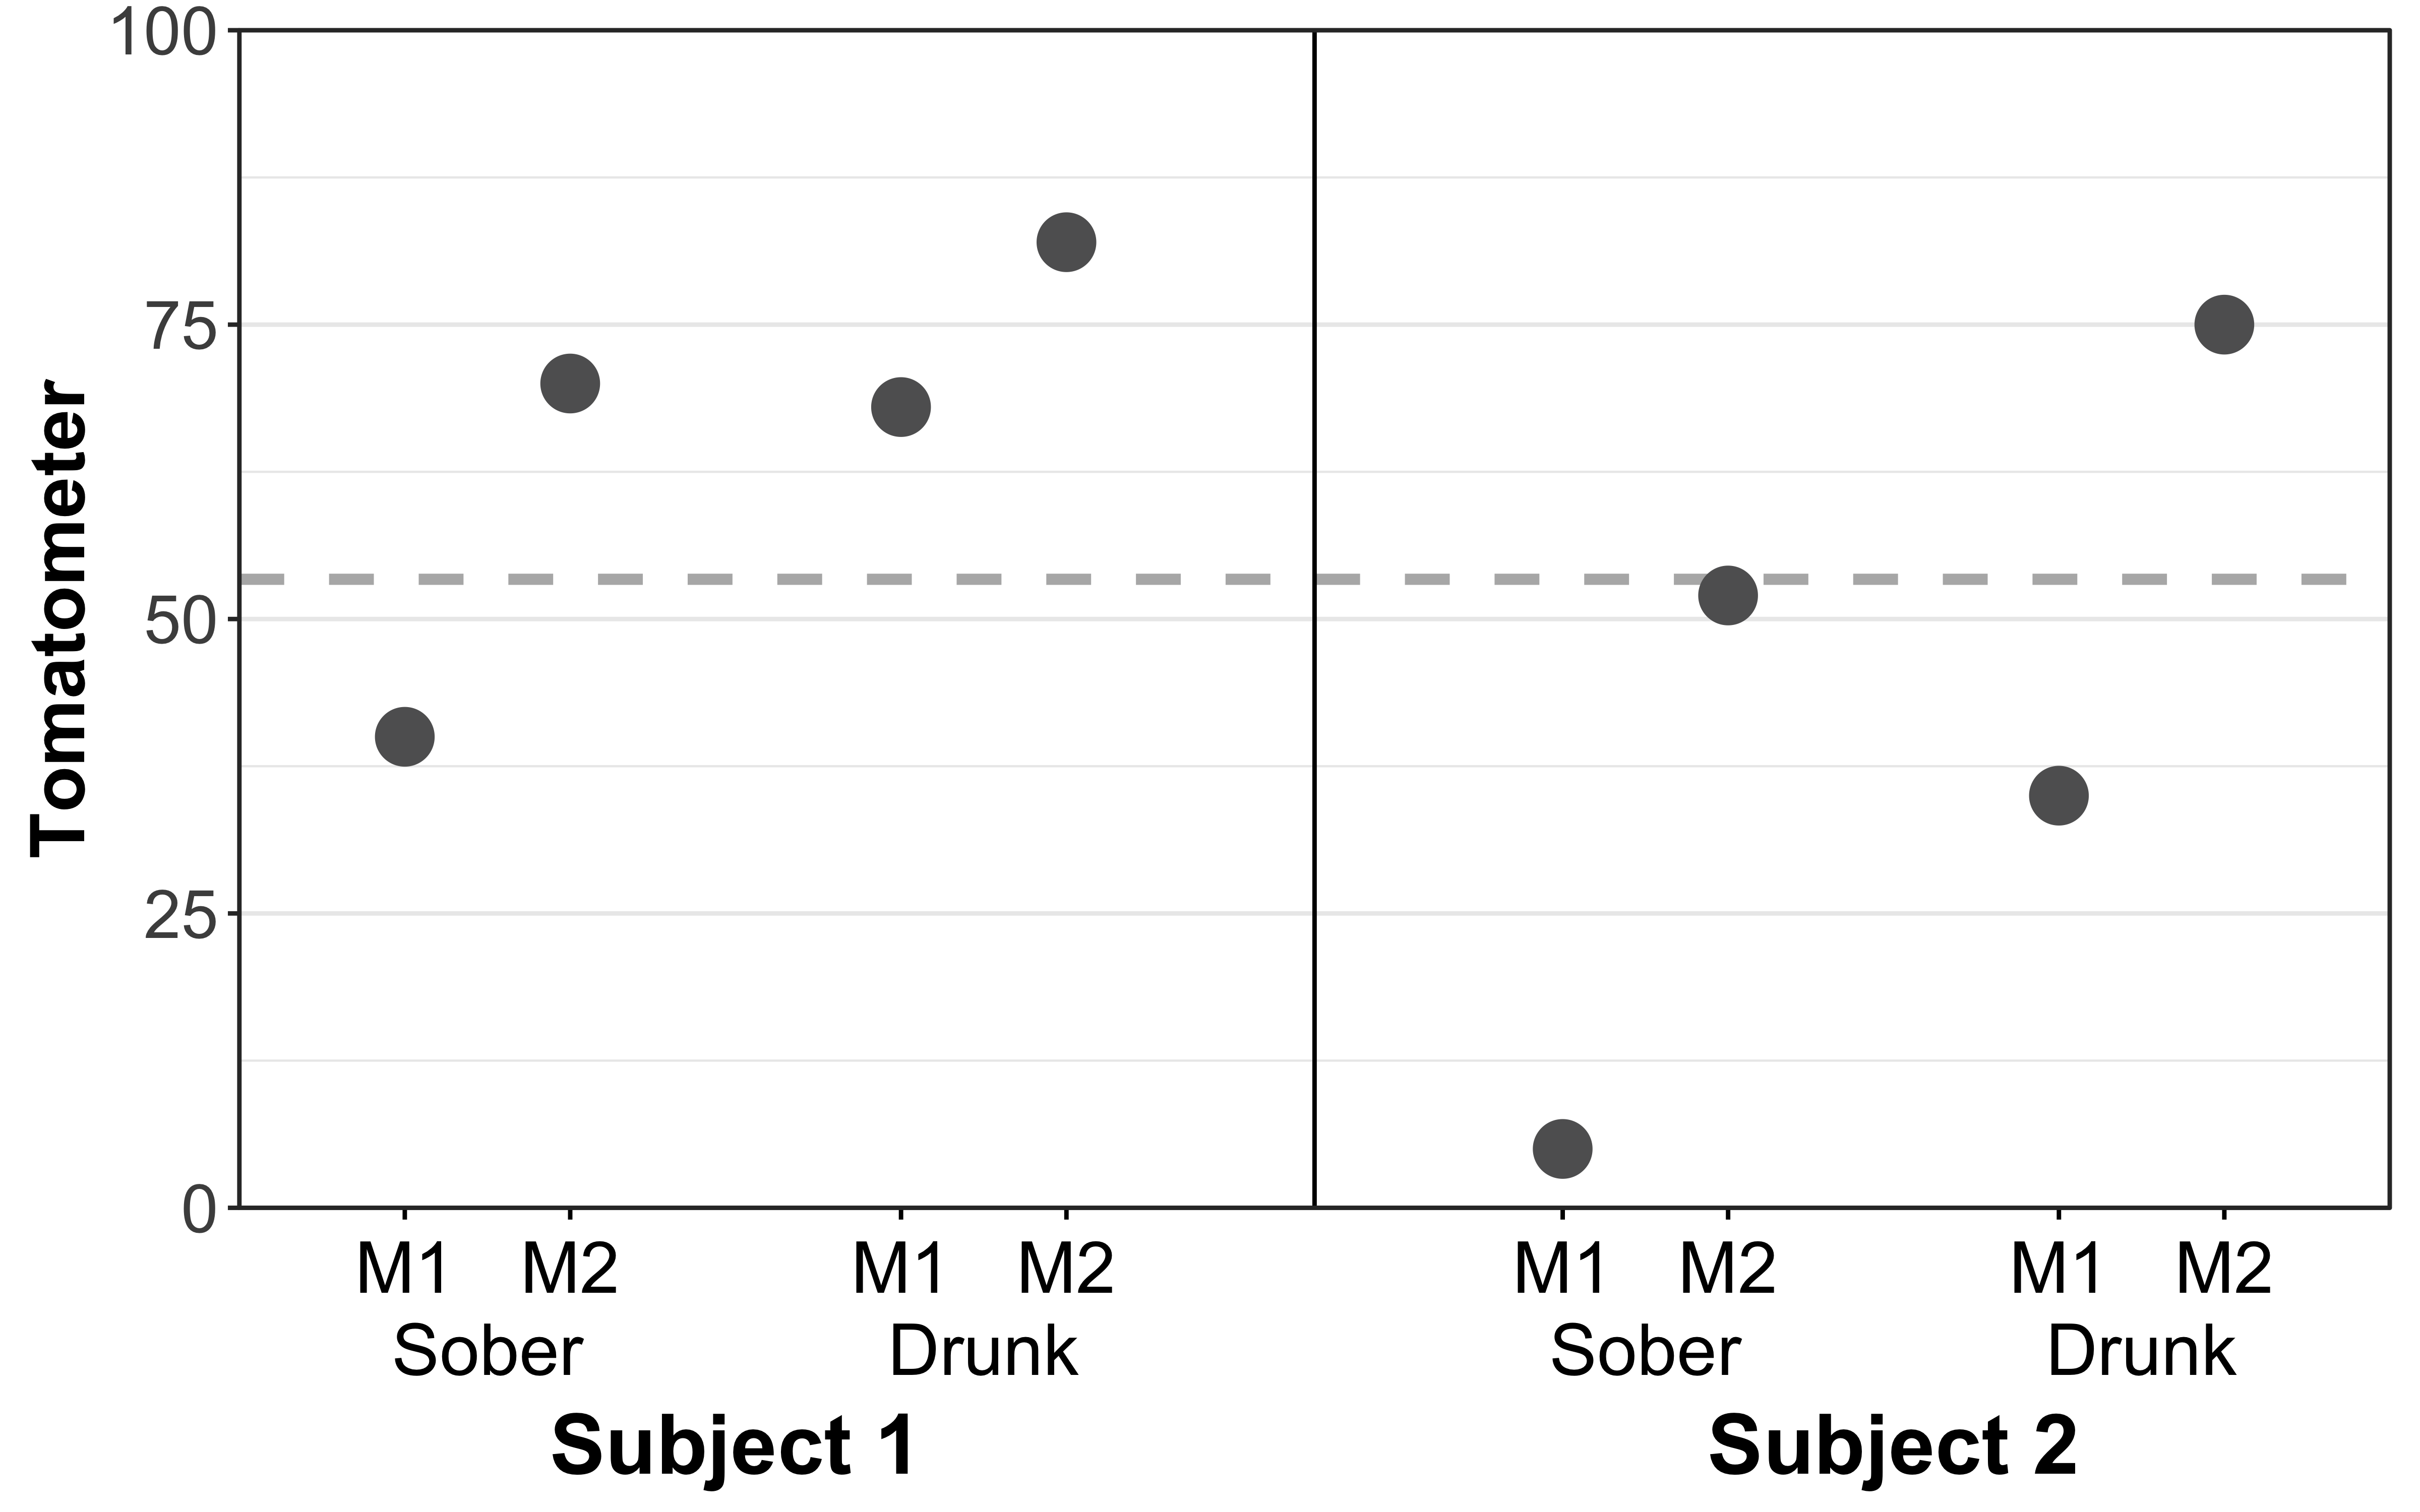 Tomatometer
100
75
50
25
0
M1 M2 M1 M2 M1 M2 M1 M2
Sober Drunk Sober Drunk
Subject 1 Subject 2